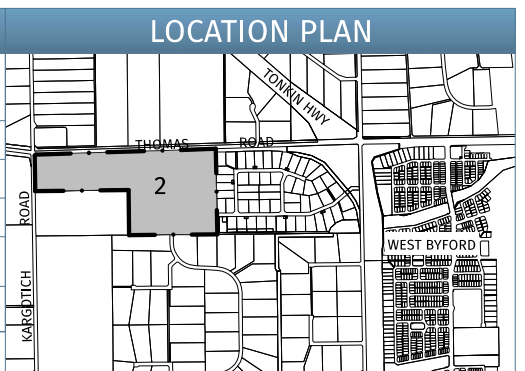 LOCATION PLAN
TONKIN HWY
THOMAS ROAD
2
ROAD
KARGOTICH
WEST BYFORD